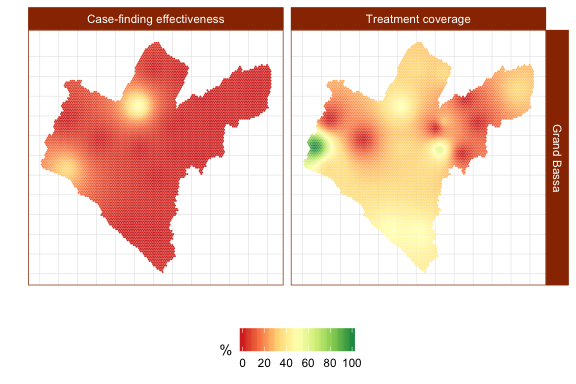 Case-finding effectiveness
Treatment coverage
Grand Bassa
%
0 20 40 60 80 100